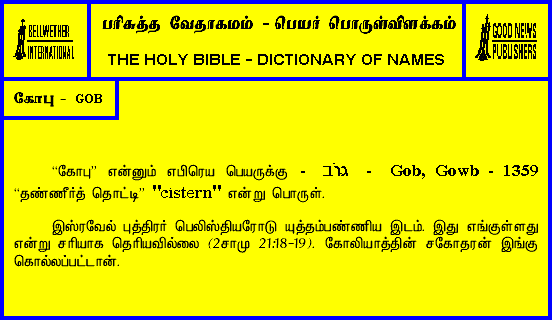 BELLWETHER
INTERNATIONAL
பரிசுத்த வேதாகமம் - பெயர் பொருள்விளக்கம்
THE HOLY BIBLE - DICTIONARY OF NAMES
GOOD NEWS
PUBLISHERS
கோபு - GOB
“கோபு” என்னும் எபிரெய பெயருக்கு - גּוֹב - Gob, Gowb - 1359
“தண்ணீர்த் தொட்டி” "cistern" என்று பொருள்.
இஸ்ரவேல் புத்திரர் பெலிஸ்தியரோடு யுத்தம்பண்ணிய இடம். இது எங்குள்ளது
என்று சரியாக தெரியவில்லை (2சாமு 21:18-19). கோலியாத்தின் சகோதரன் இங்கு
கொல்லப்பட்டான்.